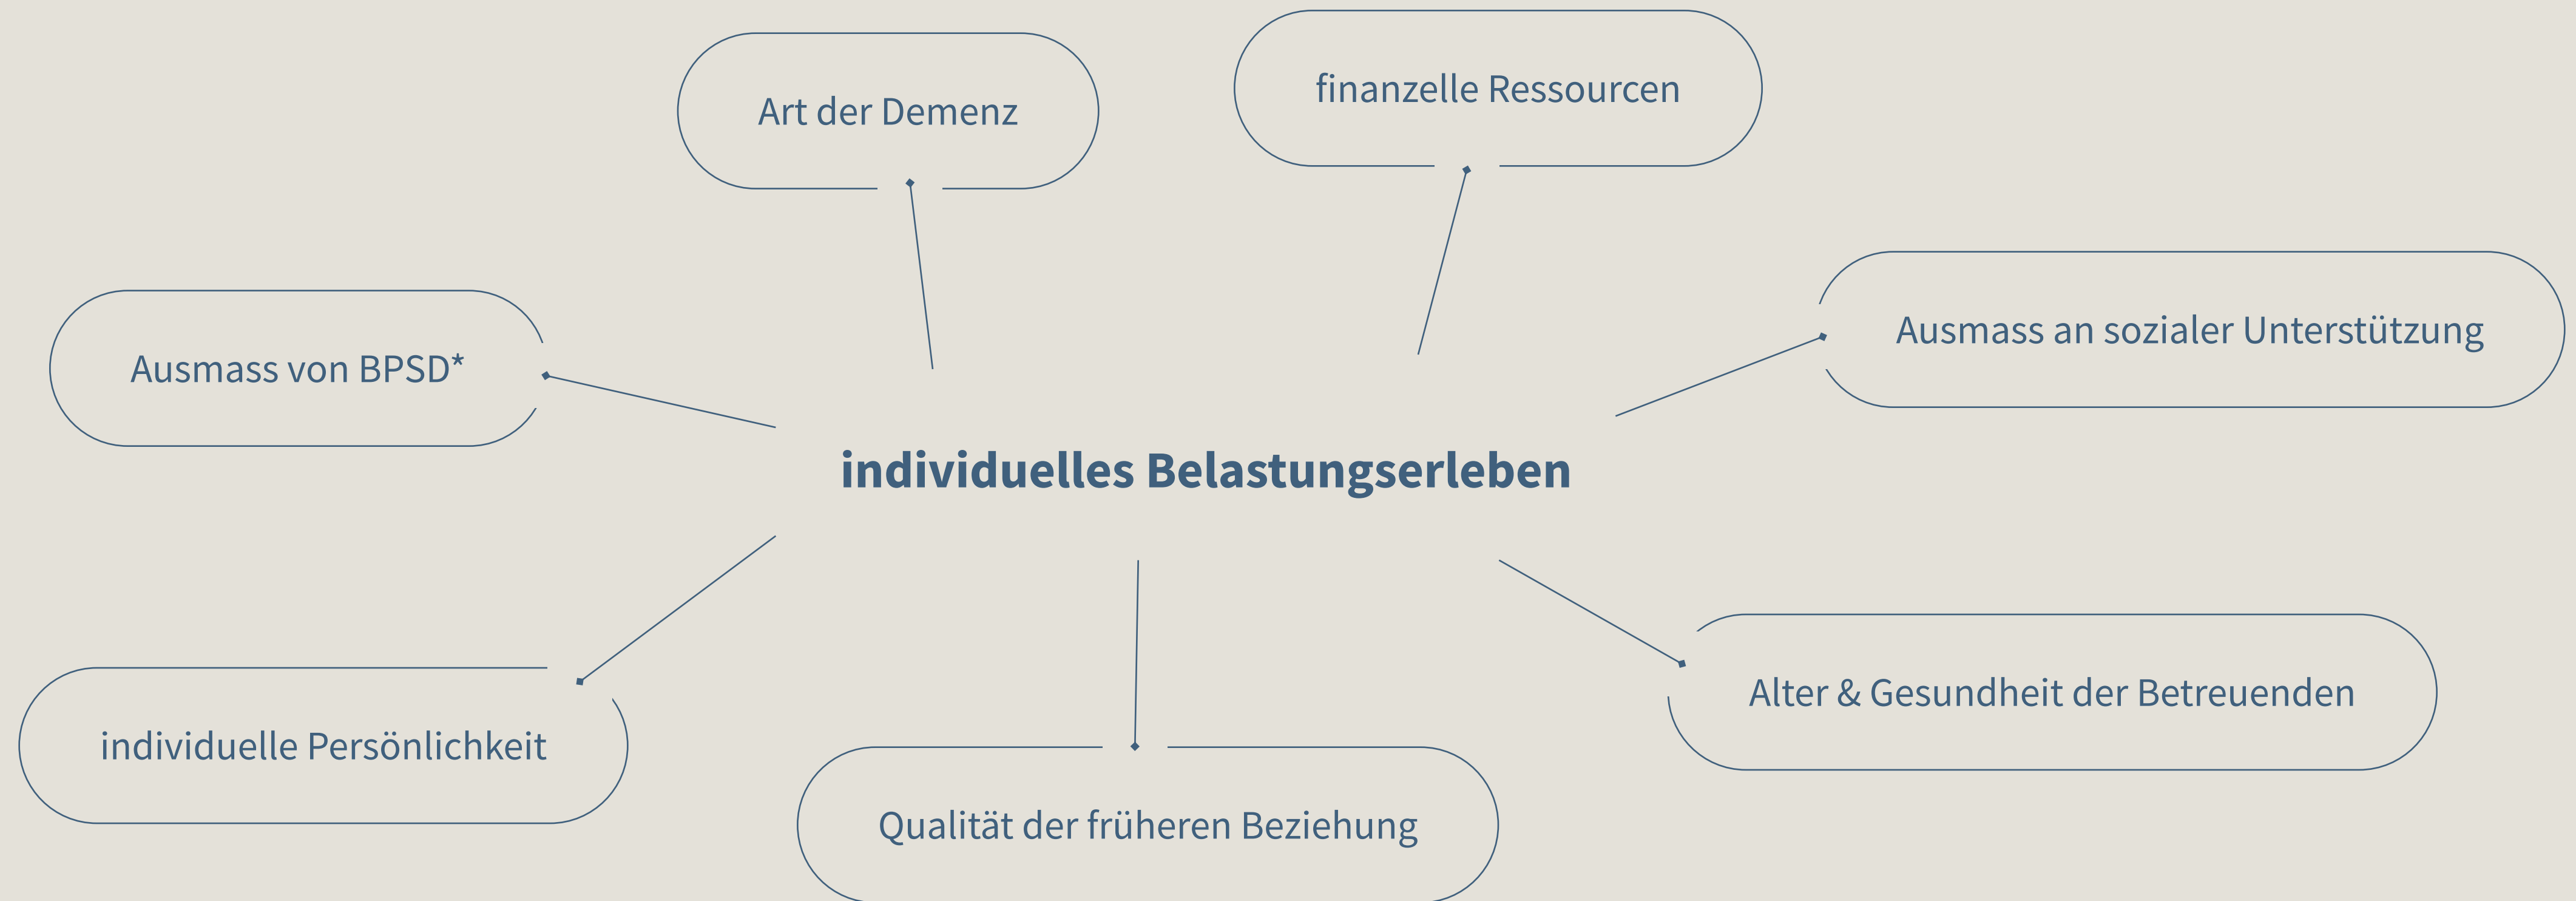 finanzelle Ressourcen
Art der Demenz
Ausmass an sozialer Unterstützung
Ausmass von BPSD*
individuelles Belastungserleben
Alter & Gesundheit der Betreuenden
individuelle Persönlichkeit
Qualität der früheren Beziehung